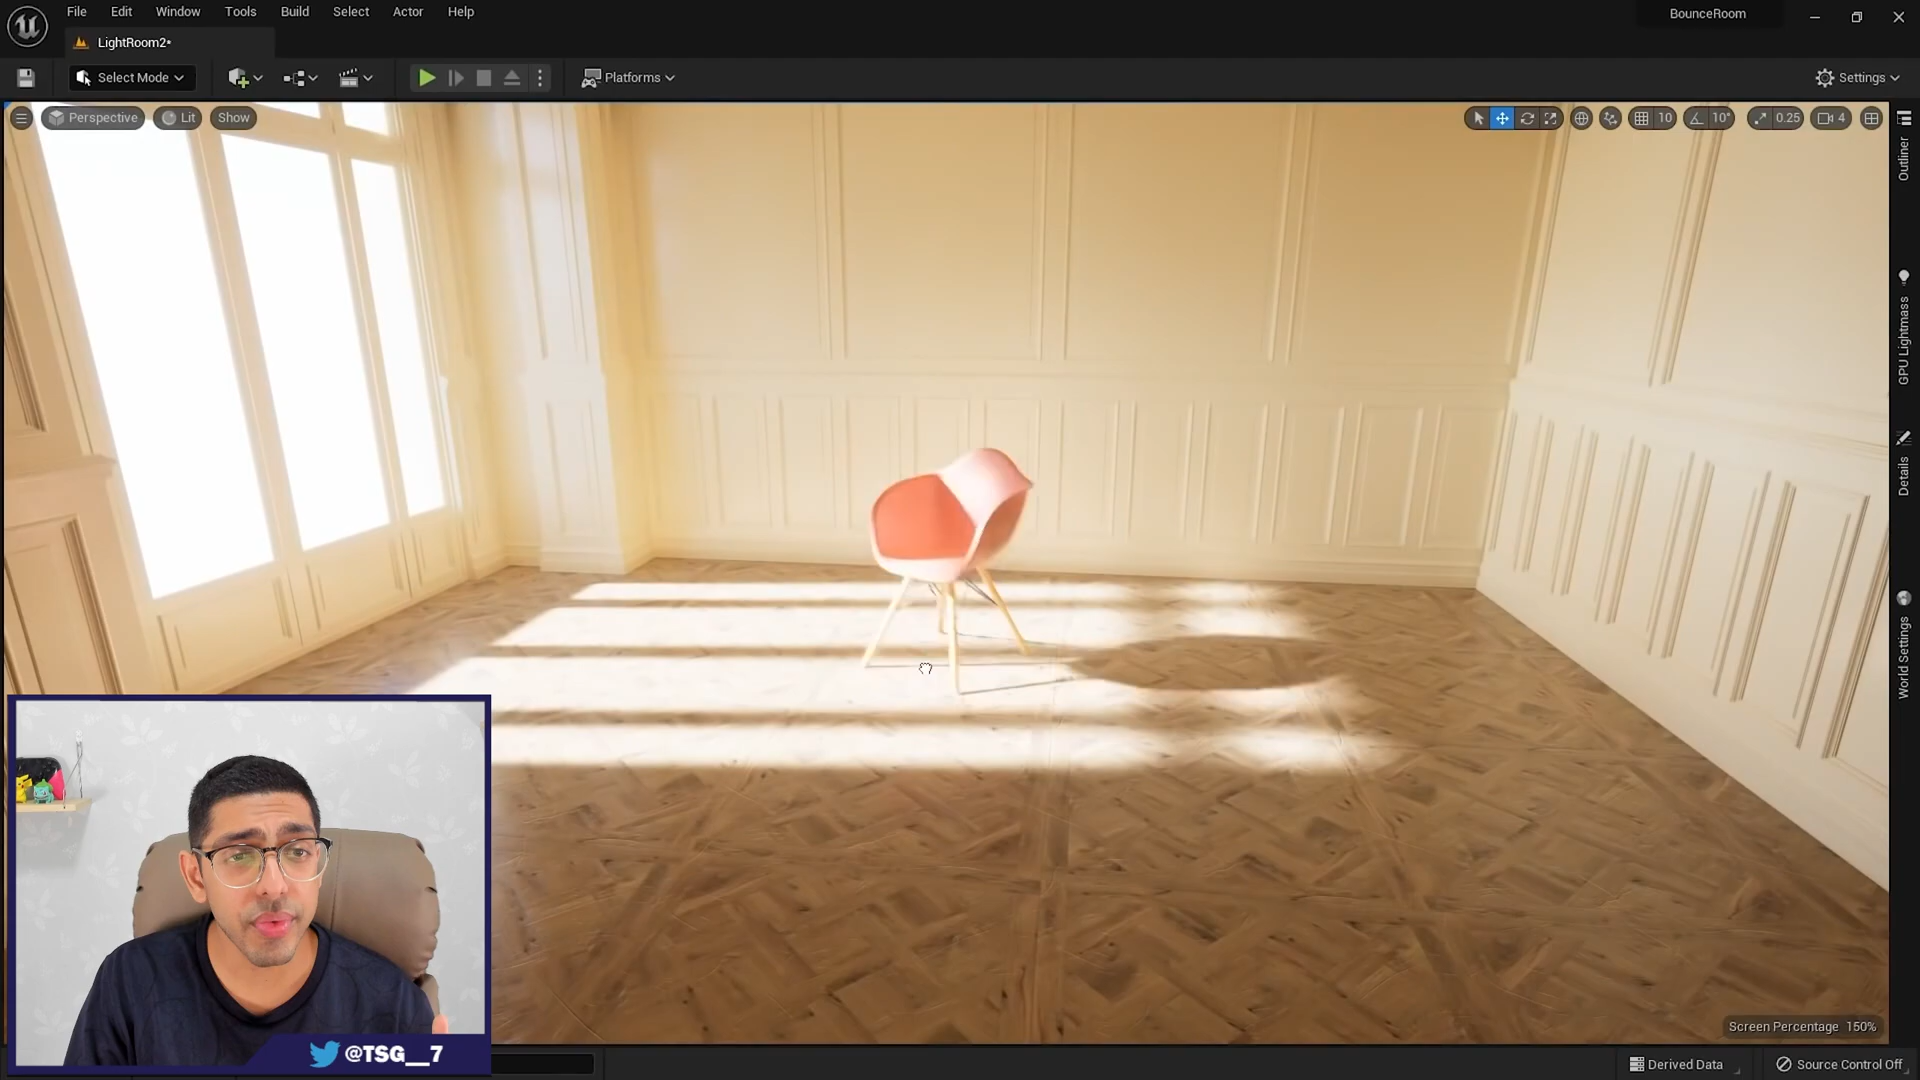 File Edit Window Tools Build Select Actor Help
BounceRoom
LightRoom2*
Select Mode
Platforms
Settings
Perspective
Lit
Show
10
10°
0.25
4
Outliner
GPU Lightmass
Details
World Settings
Screen Percentage 150%
@TSG__7
Derived Data
Source Control Off